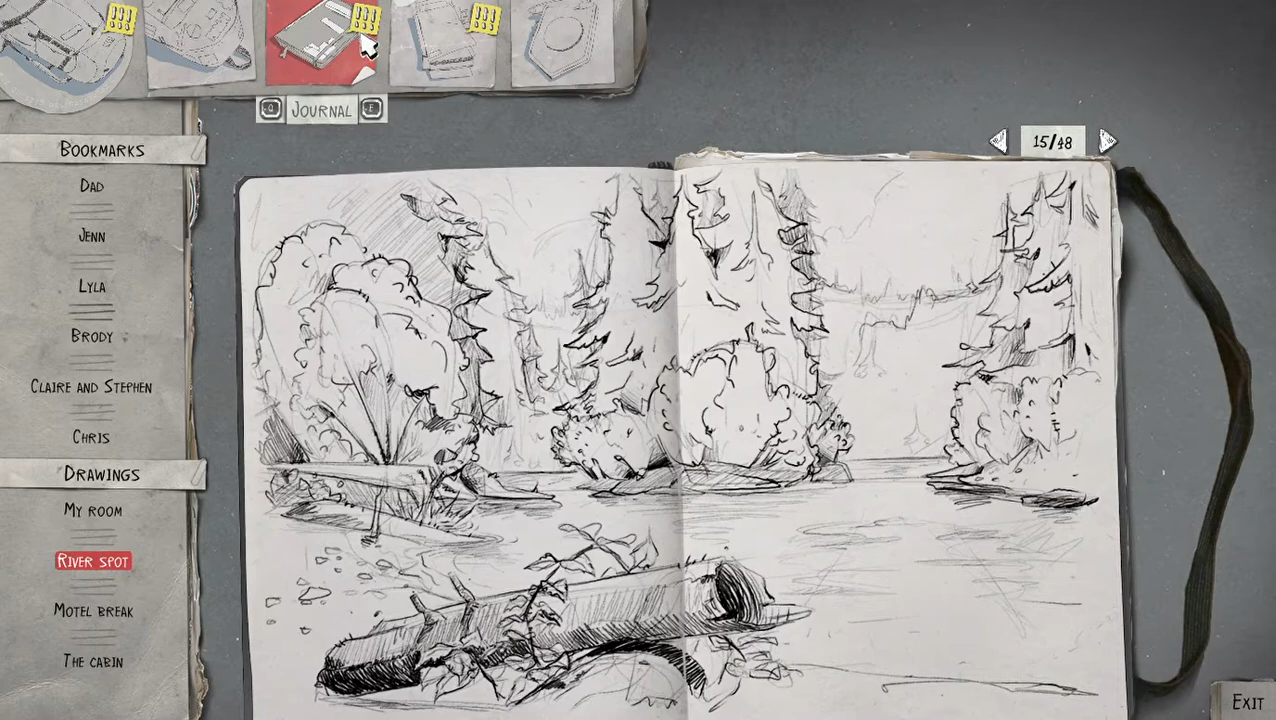 Q JOURNAL E
15/48
BOOKMARKS
DAD
JENN
LYLA
BRODY
CLAIRE AND STEPHEN
CHRIS
DRAWINGS
MY ROOM
RIVER SPOT
MOTEL BREAK
THE CABIN
EXIT